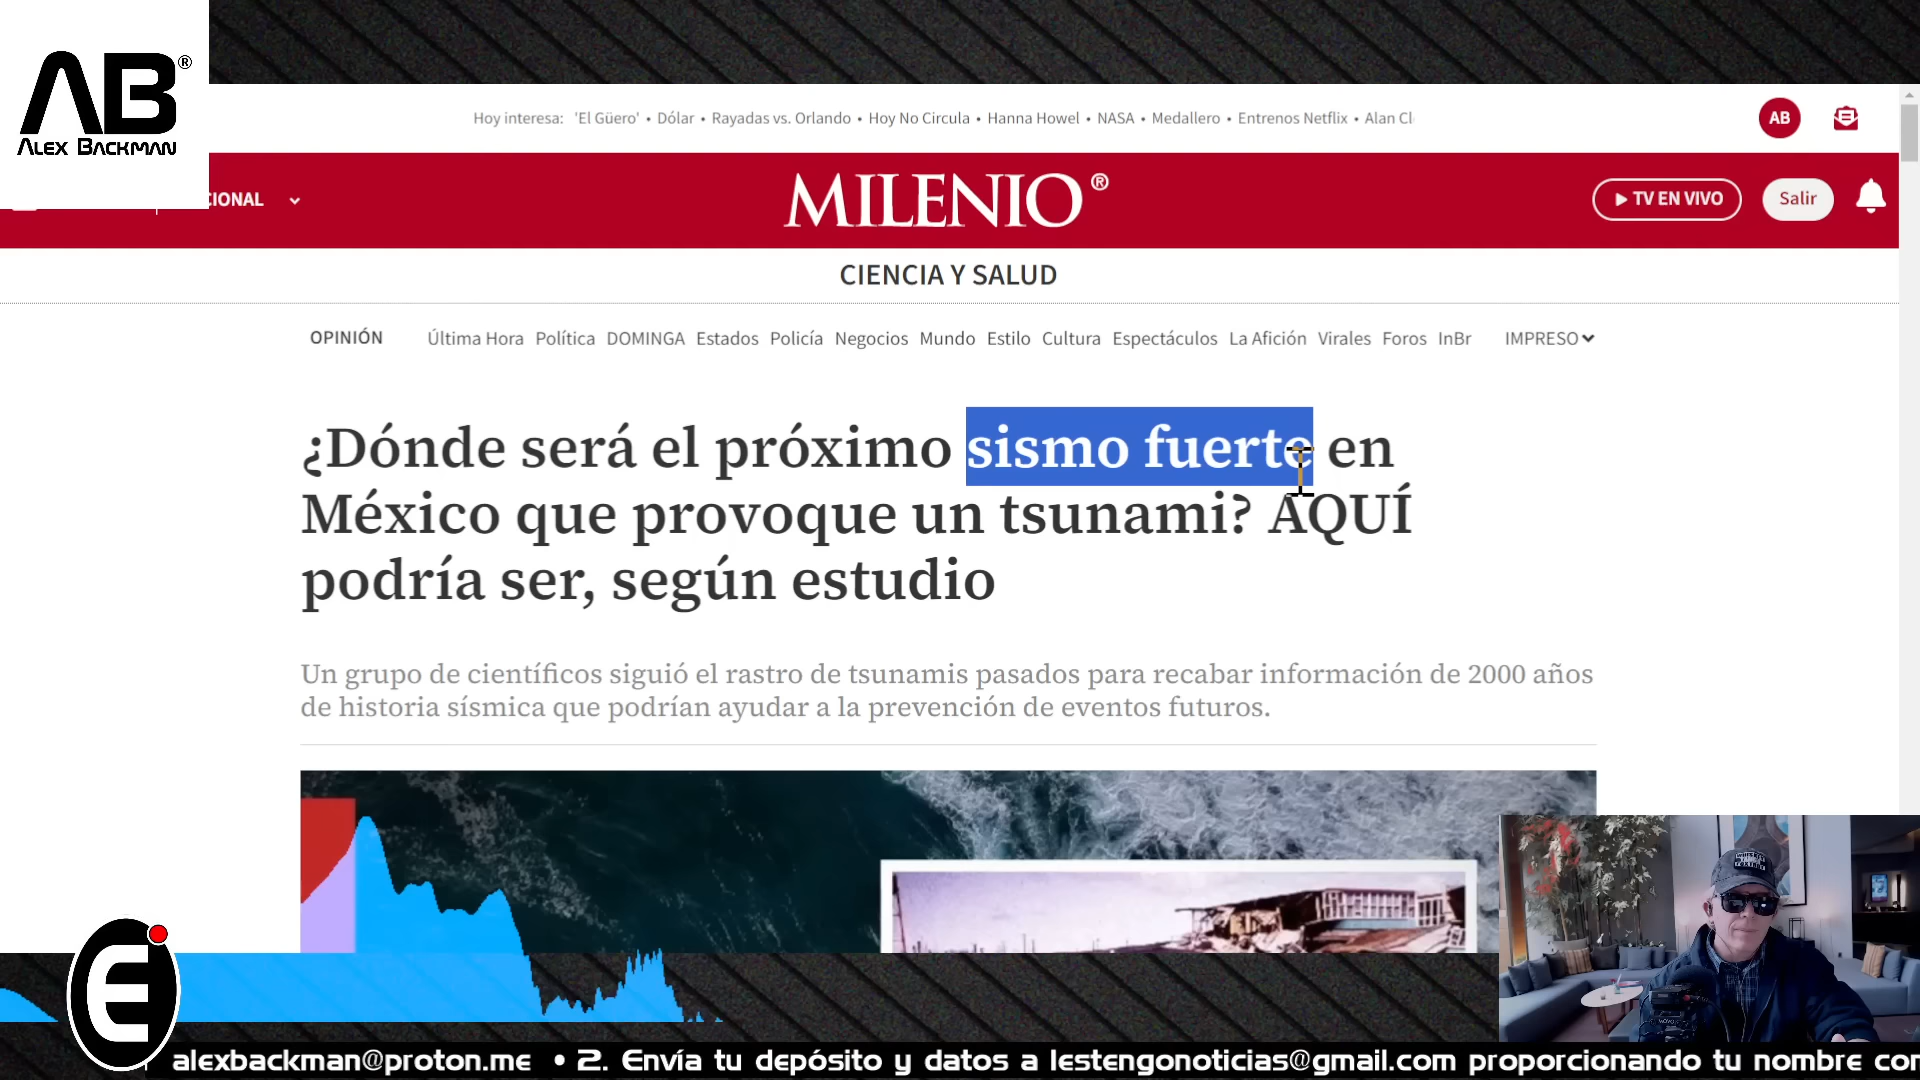 AB®
ALEX BACKMAN
Hoy interesa: 'El Güero' • Dólar • Rayadas vs. Orlando • Hoy No Circula • Hanna Howel • NASA • Medallero • Entrenos Netflix • Alan Cl
AB
CIONAL
MILENIO®
TV EN VIVO
Salir
CIENCIA Y SALUD
OPINIÓN Última Hora Política DOMINGA Estados Policía Negocios Mundo Estilo Cultura Espectáculos La Afición Virales Foros InBr IMPRESO
¿Dónde será el próximo sismo fuerte en
México que provoque un tsunami? AQUÍ
podría ser, según estudio
Un grupo de científicos siguió el rastro de tsunamis pasados para recabar información de 2000 años
de historia sísmica que podrían ayudar a la prevención de eventos futuros.
E
alexbackman@proton.me • 2. Envía tu depósito y datos a lestengonoticias@gmail.com proporcionando tu nombre con